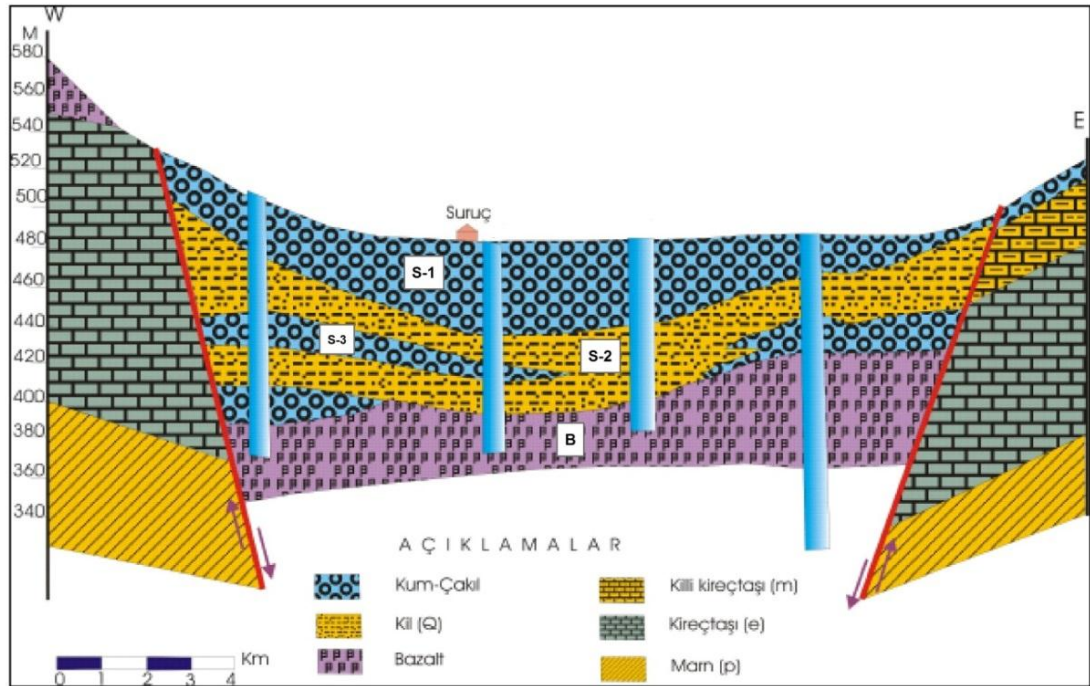 W
M
580
560
540
E
520
500
Suruç
480
S-1
460
440
S-3
S-2
420
400
B
380
360
340
A Ç I K L A M A L A R
Kum-Çakıl
Killi kireçtaşı (m)
Kil (Q)
Kireçtaşı (e)
Bazalt
Marn (p)
Km
0 1 2 3 4